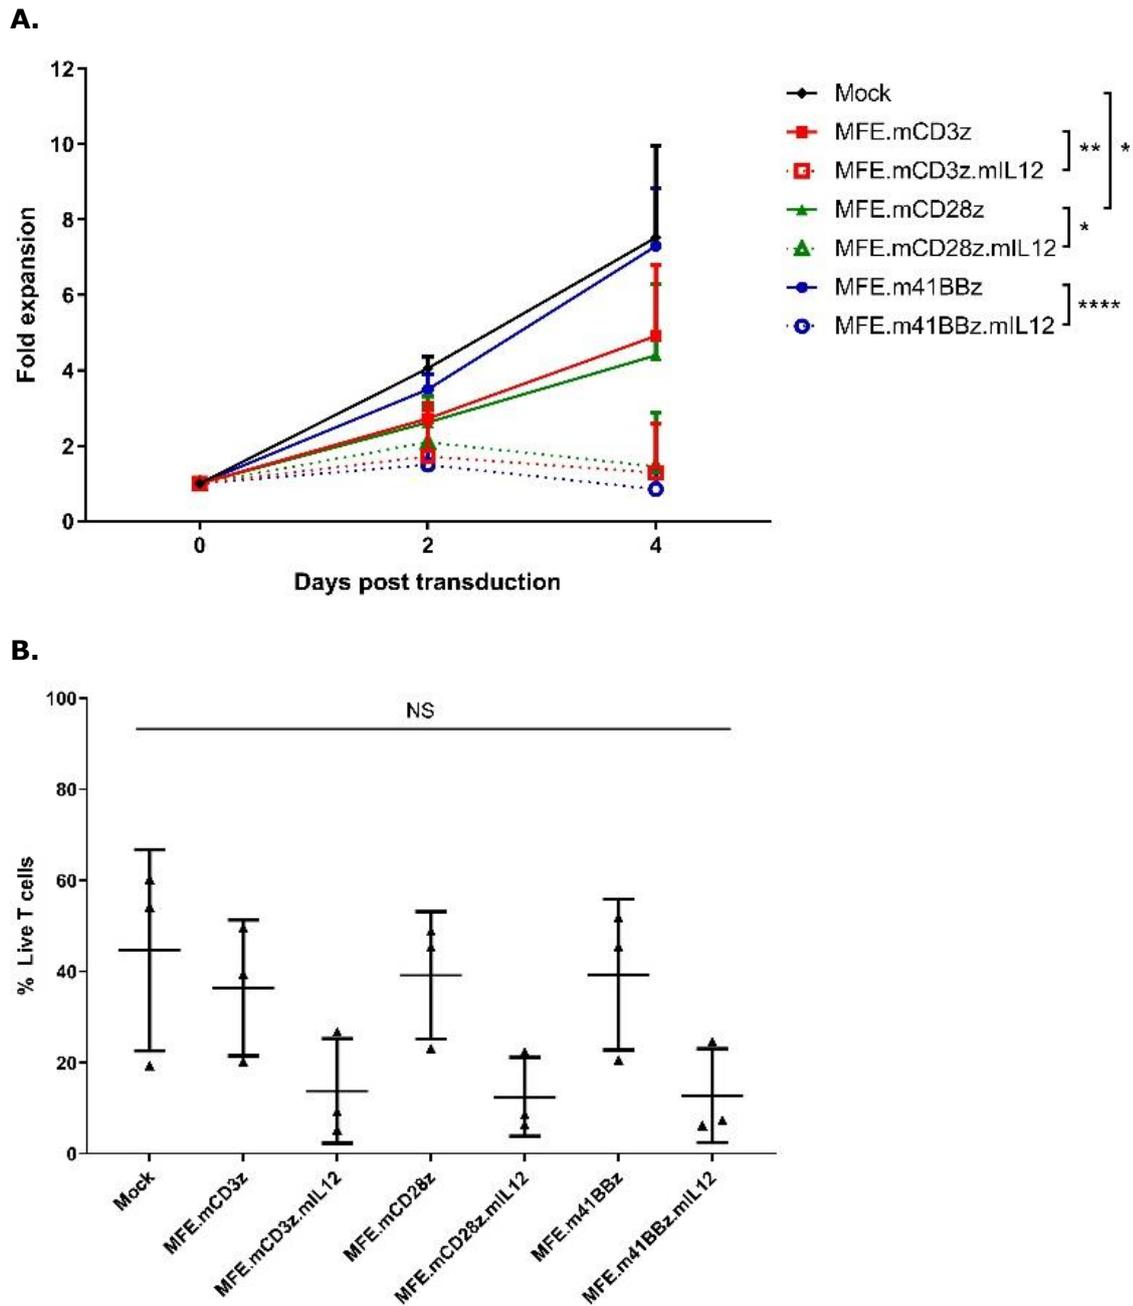 A.
12
10
8
6
4
2
0
Fold expansion
0 2 4
Days post transduction
Mock
MFE.mCD3z
MFE.mCD3z.mIL12
MFE.mCD28z
MFE.mCD28z.mIL12
MFE.m41BBz
MFE.m41BBz.mIL12
**
*
*
****
B.
100
80
60
40
20
0
% Live T cells
NS
Mock
MFE.mCD3z
MFE.mCD3z.mIL12
MFE.mCD28z
MFE.mCD28z.mIL12
MFE.m41BBz
MFE.m41BBz.mIL12